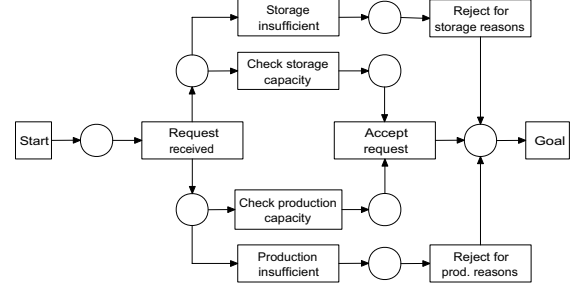 Storage
insufficient
Reject for
storage reasons
Check storage
capacity
Start
Request
received
Accept
request
Goal
Check production
capacity
Production
insufficient
Reject for
prod. reasons